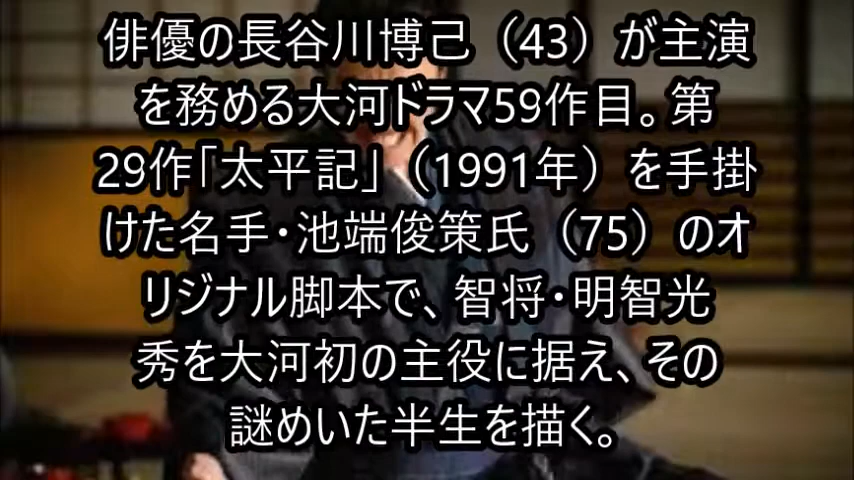 俳優の長谷川博己（43）が主演
を務める大河ドラマ59作目。第
29作｢太平記」（1991年）を手掛
けた名手・池端俊策氏（75）のオ
リジナル脚本で、智将・明智光
秀を大河初の主役に据え、その
謎めいた半生を描く。